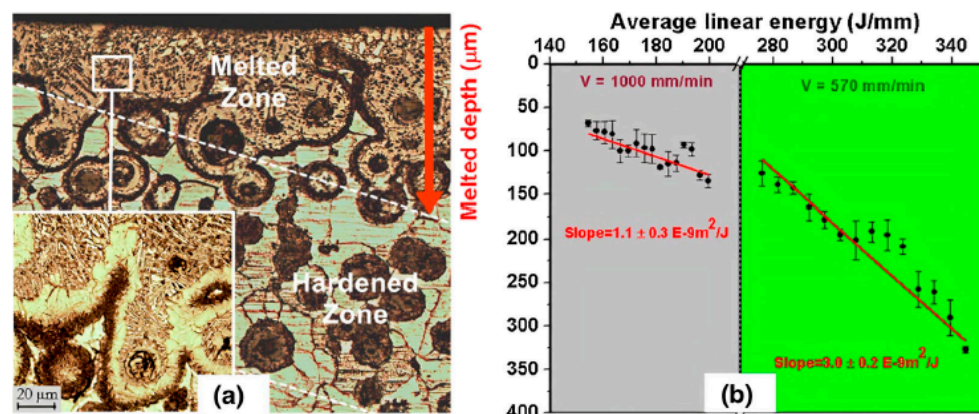 (a)
Melted
Zone
Melted depth (μm)
Hardened
Zone
20 μm
Average linear energy (J/mm)
140 160 180 200 280 300 320 340
0
50
100
150
200
250
300
350
400
V = 1000 mm/min
V = 570 mm/min
Slope=1.1 ± 0.3 E-9m²/J
Slope=3.0 ± 0.2 E-9m²/J
(b)